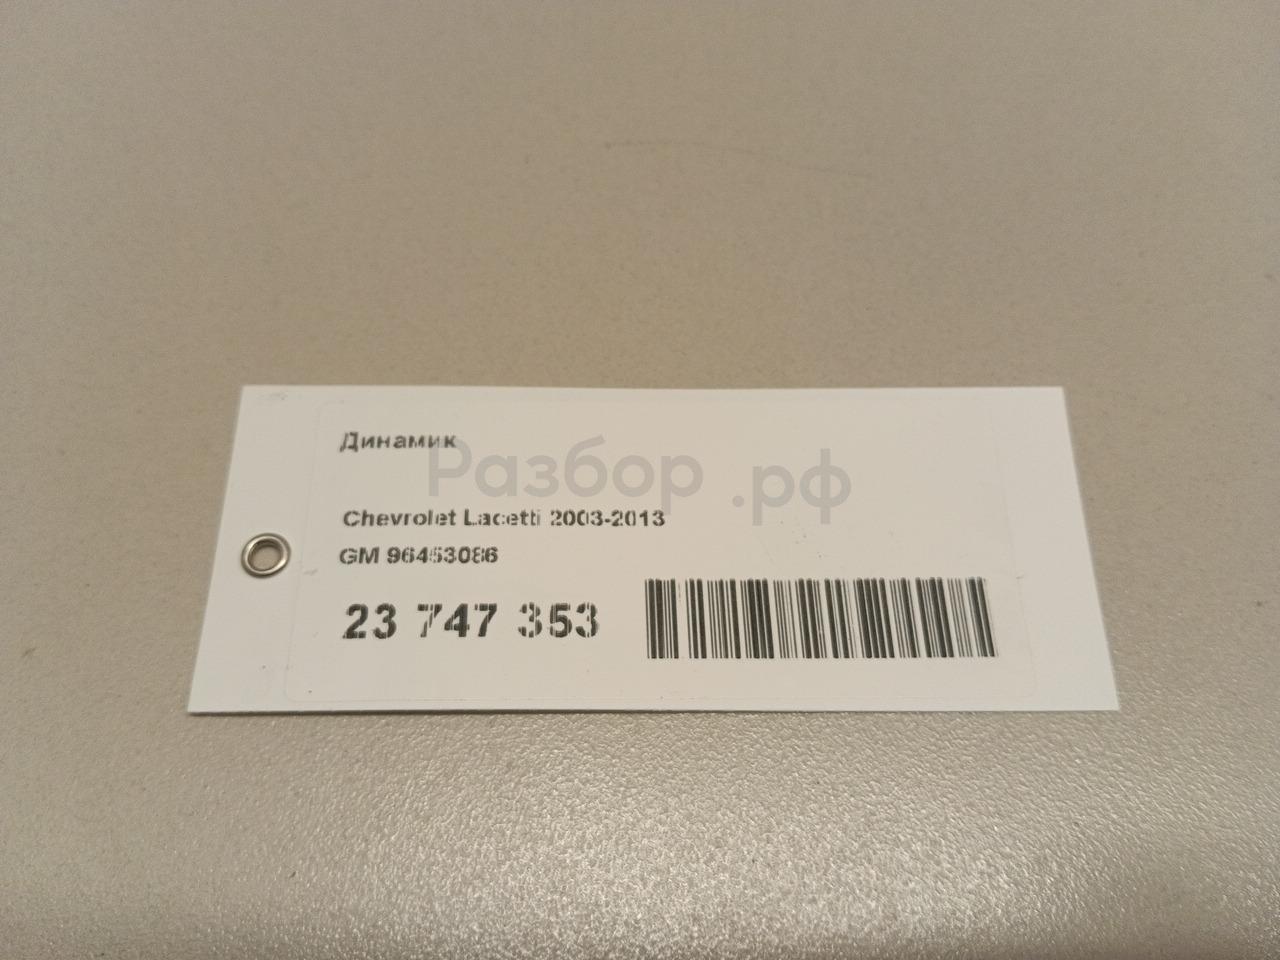 Динамик
Разбор.рф
Chevrolet Lacetti 2003-2013
GM 96453086
23 747 353